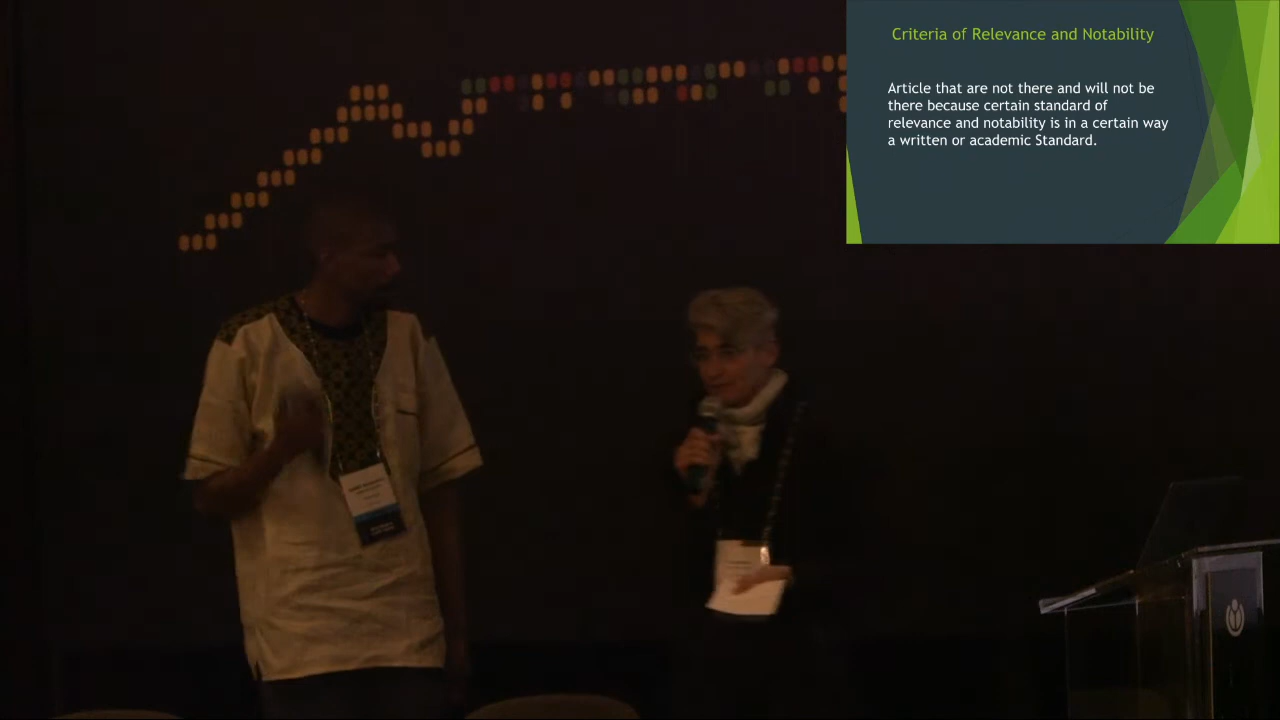 Criteria of Relevance and Notability
Article that are not there and will not be
there because certain standard of
relevance and notability is in a certain way
a written or academic Standard.